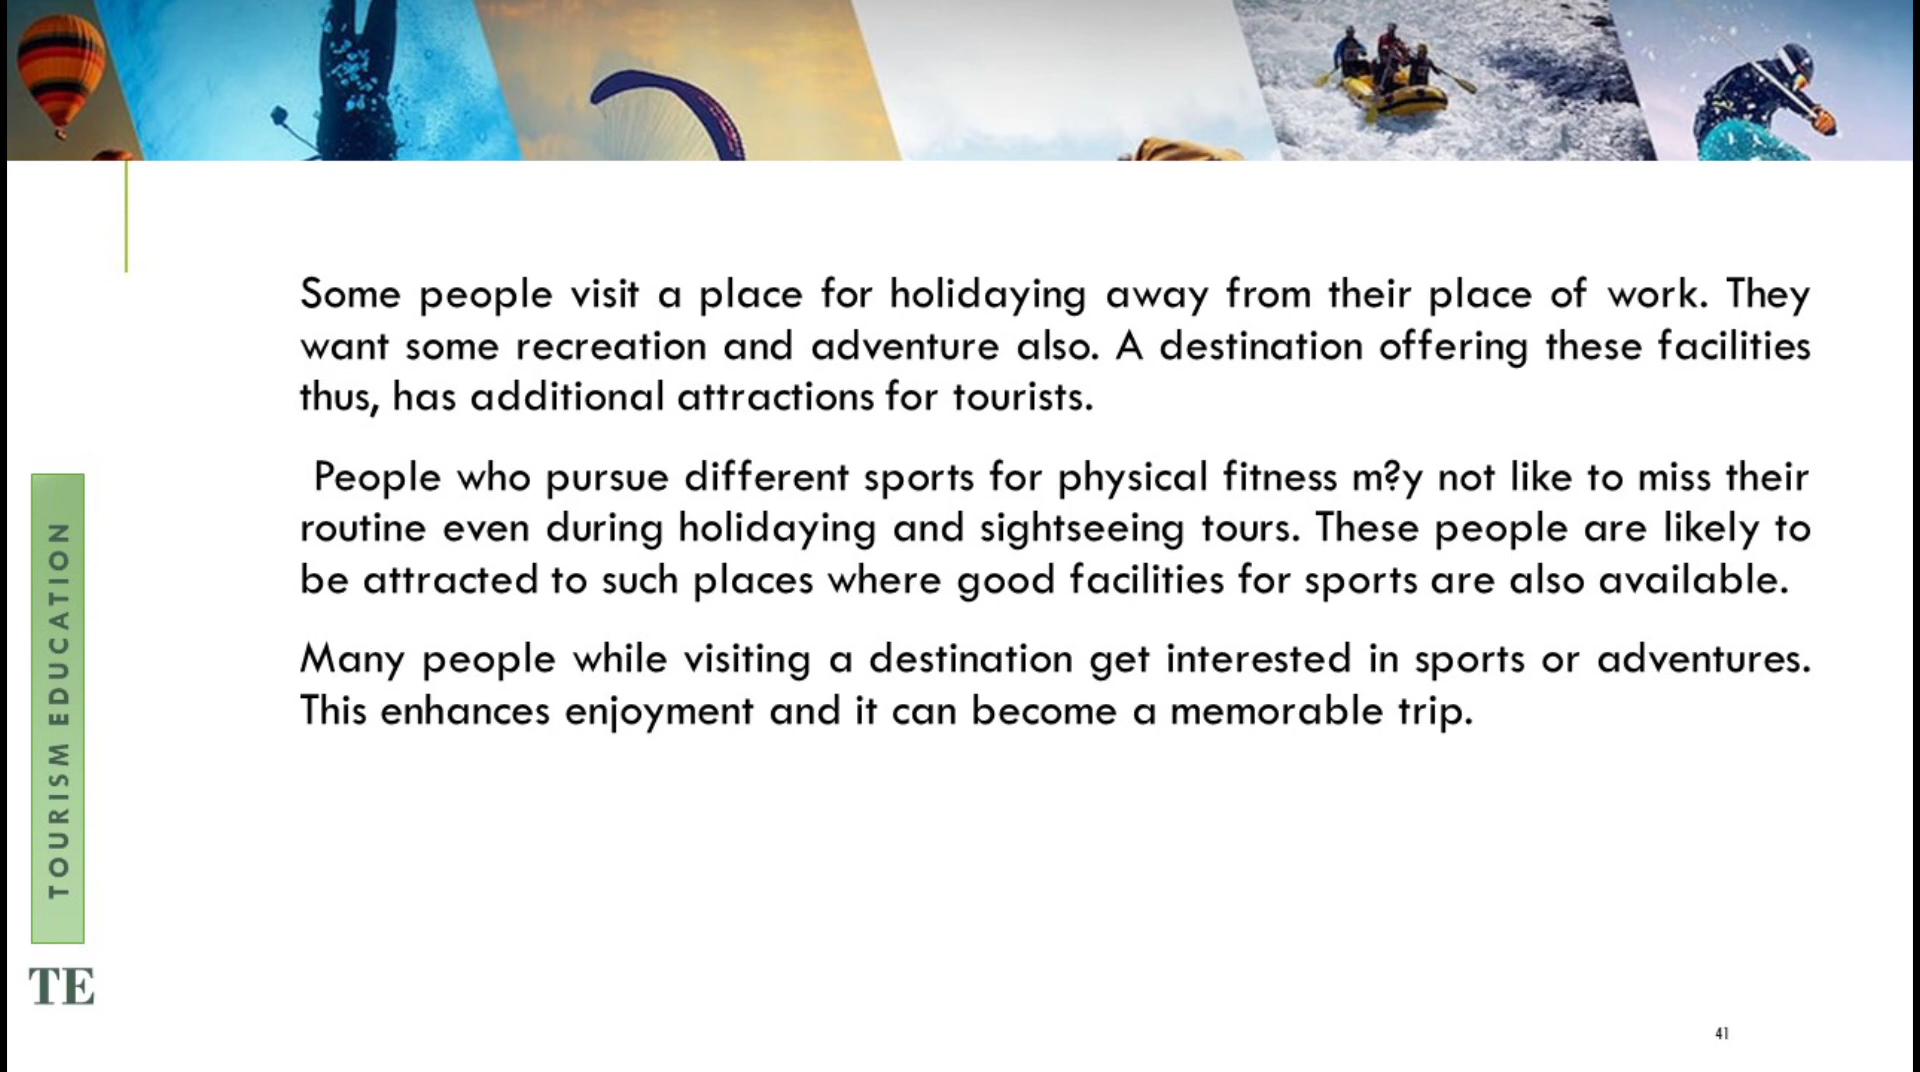 Some people visit a place for holidaying away from their place of work. They
want some recreation and adventure also. A destination offering these facilities
thus, has additional attractions for tourists.
People who pursue different sports for physical fitness m?y not like to miss their
routine even during holidaying and sightseeing tours. These people are likely to
be attracted to such places where good facilities for sports are also available.
Many people while visiting a destination get interested in sports or adventures.
This enhances enjoyment and it can become a memorable trip.
TOURISM EDUCATION
TE
41